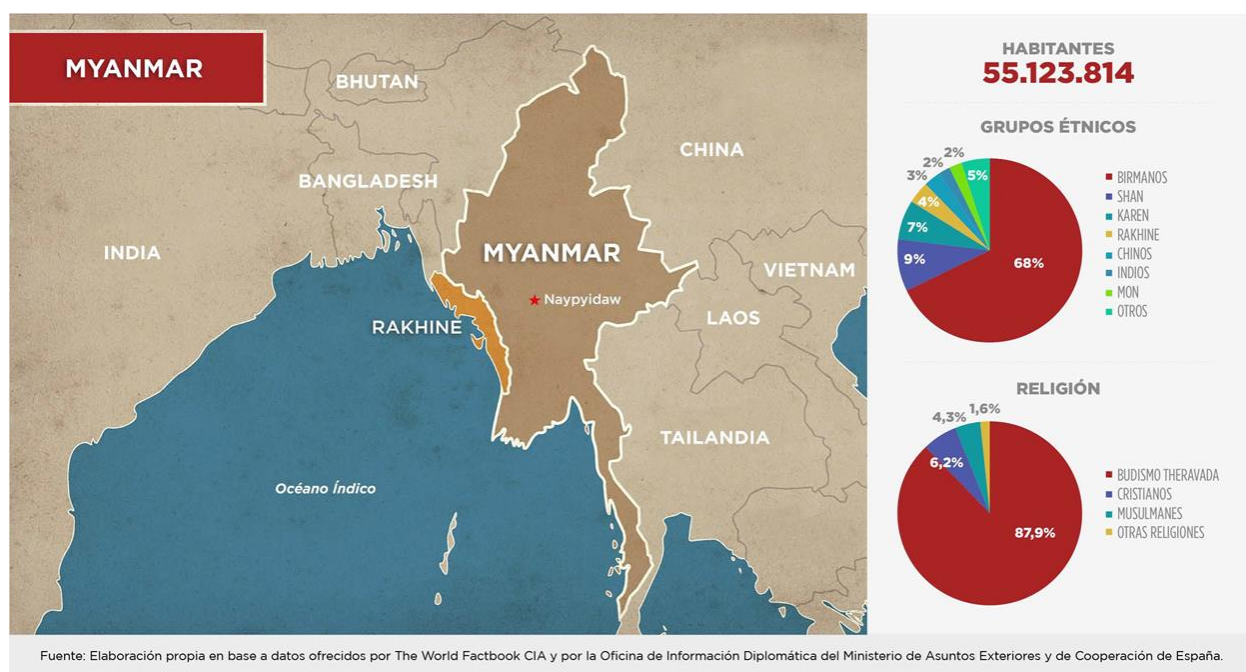 MYANMAR
BHUTAN
CHINA
BANGLADESH
INDIA
MYANMAR
VIETNAM
Naypyidaw
LAOS
RAKHINE
TAILANDIA
Océano Índico
HABITANTES
55.123.814
GRUPOS ÉTNICOS
2%
2%
3%
5%
4%
7%
9%
68%
BIRMANOS
SHAN
KAREN
RAKHINE
CHINOS
INDIOS
MON
OTROS
RELIGIÓN
4,3%
1,6%
6,2%
87,9%
BUDISMO THERAVADA
CRISTIANOS
MUSULMANES
OTRAS RELIGIONES
Fuente: Elaboración propia en base a datos ofrecidos por The World Factbook CIA y por la Oficina de Información Diplomática del Ministerio de Asuntos Exteriores y de Cooperación de España.